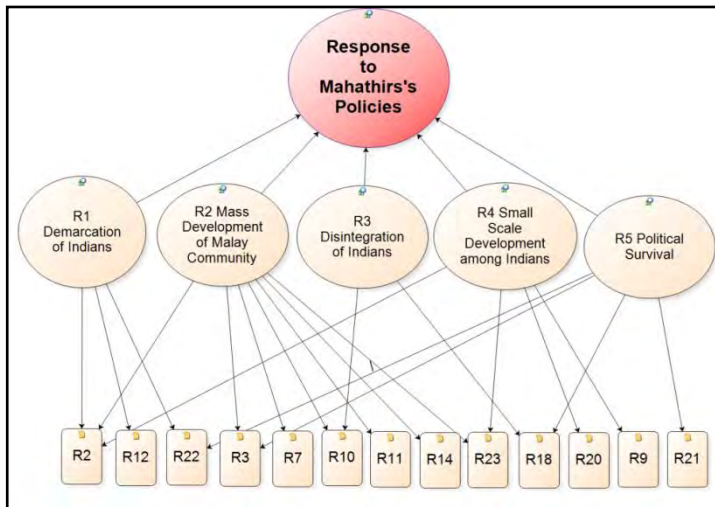 Response
to
Mahathirs's
Policies
R1
Demarcation
of Indians
R2 Mass
Development
of Malay
Community
R3
Disintegration
of Indians
R4 Small
Scale
Development
among Indians
R5 Political
Survival
R2
R12
R22
R3
R7
R10
R11
R14
R23
R18
R20
R9
R21